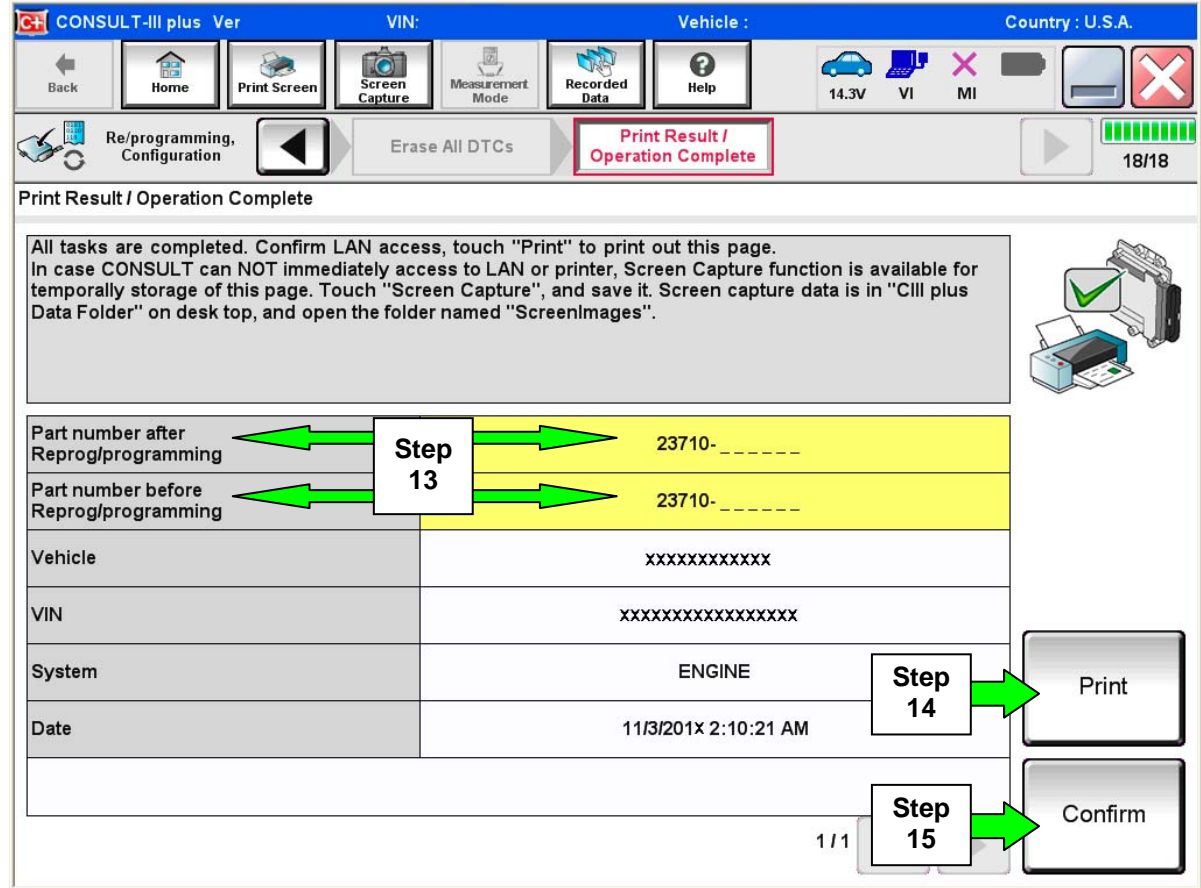 C+ CONSULT-III plus Ver VIN: Vehicle : Country : U.S.A.
Back Home Print Screen Screen Capture Measurement Mode Recorded Data Help 14.3V VI MI
Re/programming, Configuration Erase All DTCs Print Result / Operation Complete 18/18
Print Result / Operation Complete
All tasks are completed. Confirm LAN access, touch "Print" to print out this page.
In case CONSULT can NOT immediately access to LAN or printer, Screen Capture function is available for
temporally storage of this page. Touch "Screen Capture", and save it. Screen capture data is in "CIII plus
Data Folder" on desk top, and open the folder named "ScreenImages".
Part number after
Reprog/programming
23710-_ _ _ _ _ _
Step
13
Part number before
Reprog/programming
23710-_ _ _ _ _ _
Vehicle xxxxxxxxxxxx
VIN xxxxxxxxxxxxxxxxx
System ENGINE
Step
14
Print
Date 11/3/201x 2:10:21 AM
Step
15
Confirm
1/1